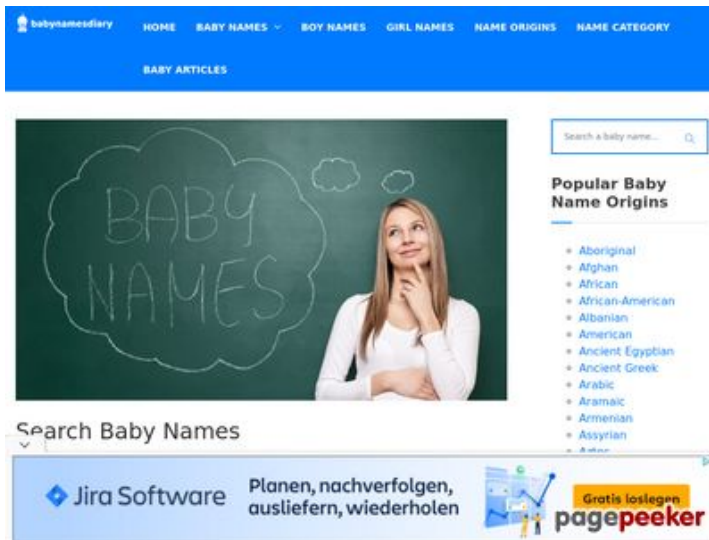 babynamesdiary
HOME
BABY NAMES
BOY NAMES
GIRL NAMES
NAME ORIGINS
NAME CATEGORY
BABY ARTICLES
BABY
NAMES
Search Baby Names
Search a baby name...
Popular Baby
Name Origins
Aboriginal
Afghan
African
African-American
Albanian
American
Ancient Egyptian
Ancient Greek
Arabic
Aramaic
Armenian
Assyrian
Jira Software
Planen, nachverfolgen,
ausliefern, wiederholen
Gratis loslegen
pagepeeker